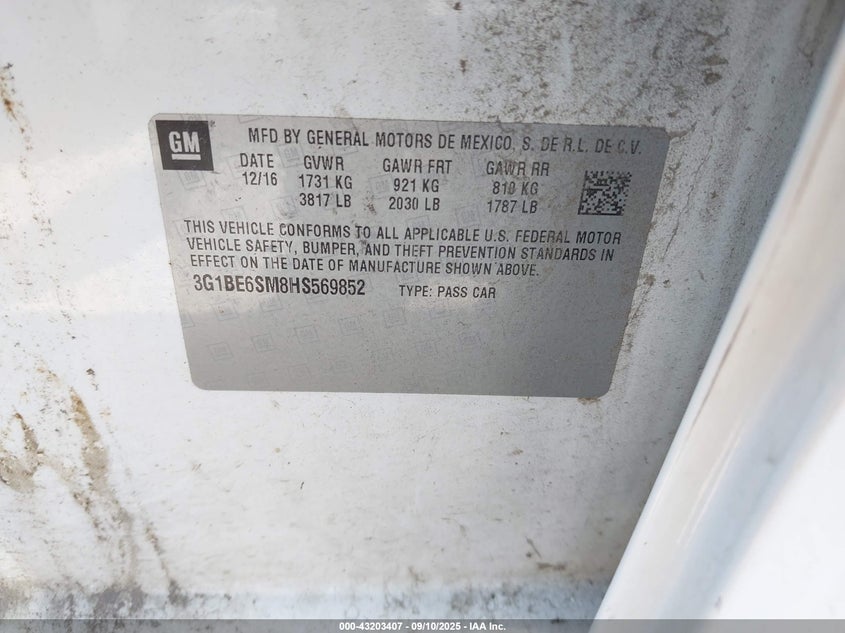 GM
MFD BY GENERAL MOTORS DE MEXICO, S. DE R.L. DE C.V.
DATE GVWR GAWR FRT GAWR RR
12/16 1731 KG 921 KG 810 KG
3817 LB 2030 LB 1787 LB
THIS VEHICLE CONFORMS TO ALL APPLICABLE U.S. FEDERAL MOTOR
VEHICLE SAFETY, BUMPER, AND THEFT PREVENTION STANDARDS IN
EFFECT ON THE DATE OF MANUFACTURE SHOWN ABOVE.
3G1BE6SM8HS569852 TYPE: PASS CAR
000-43203407 - 09/10/2025 - IAA Inc.